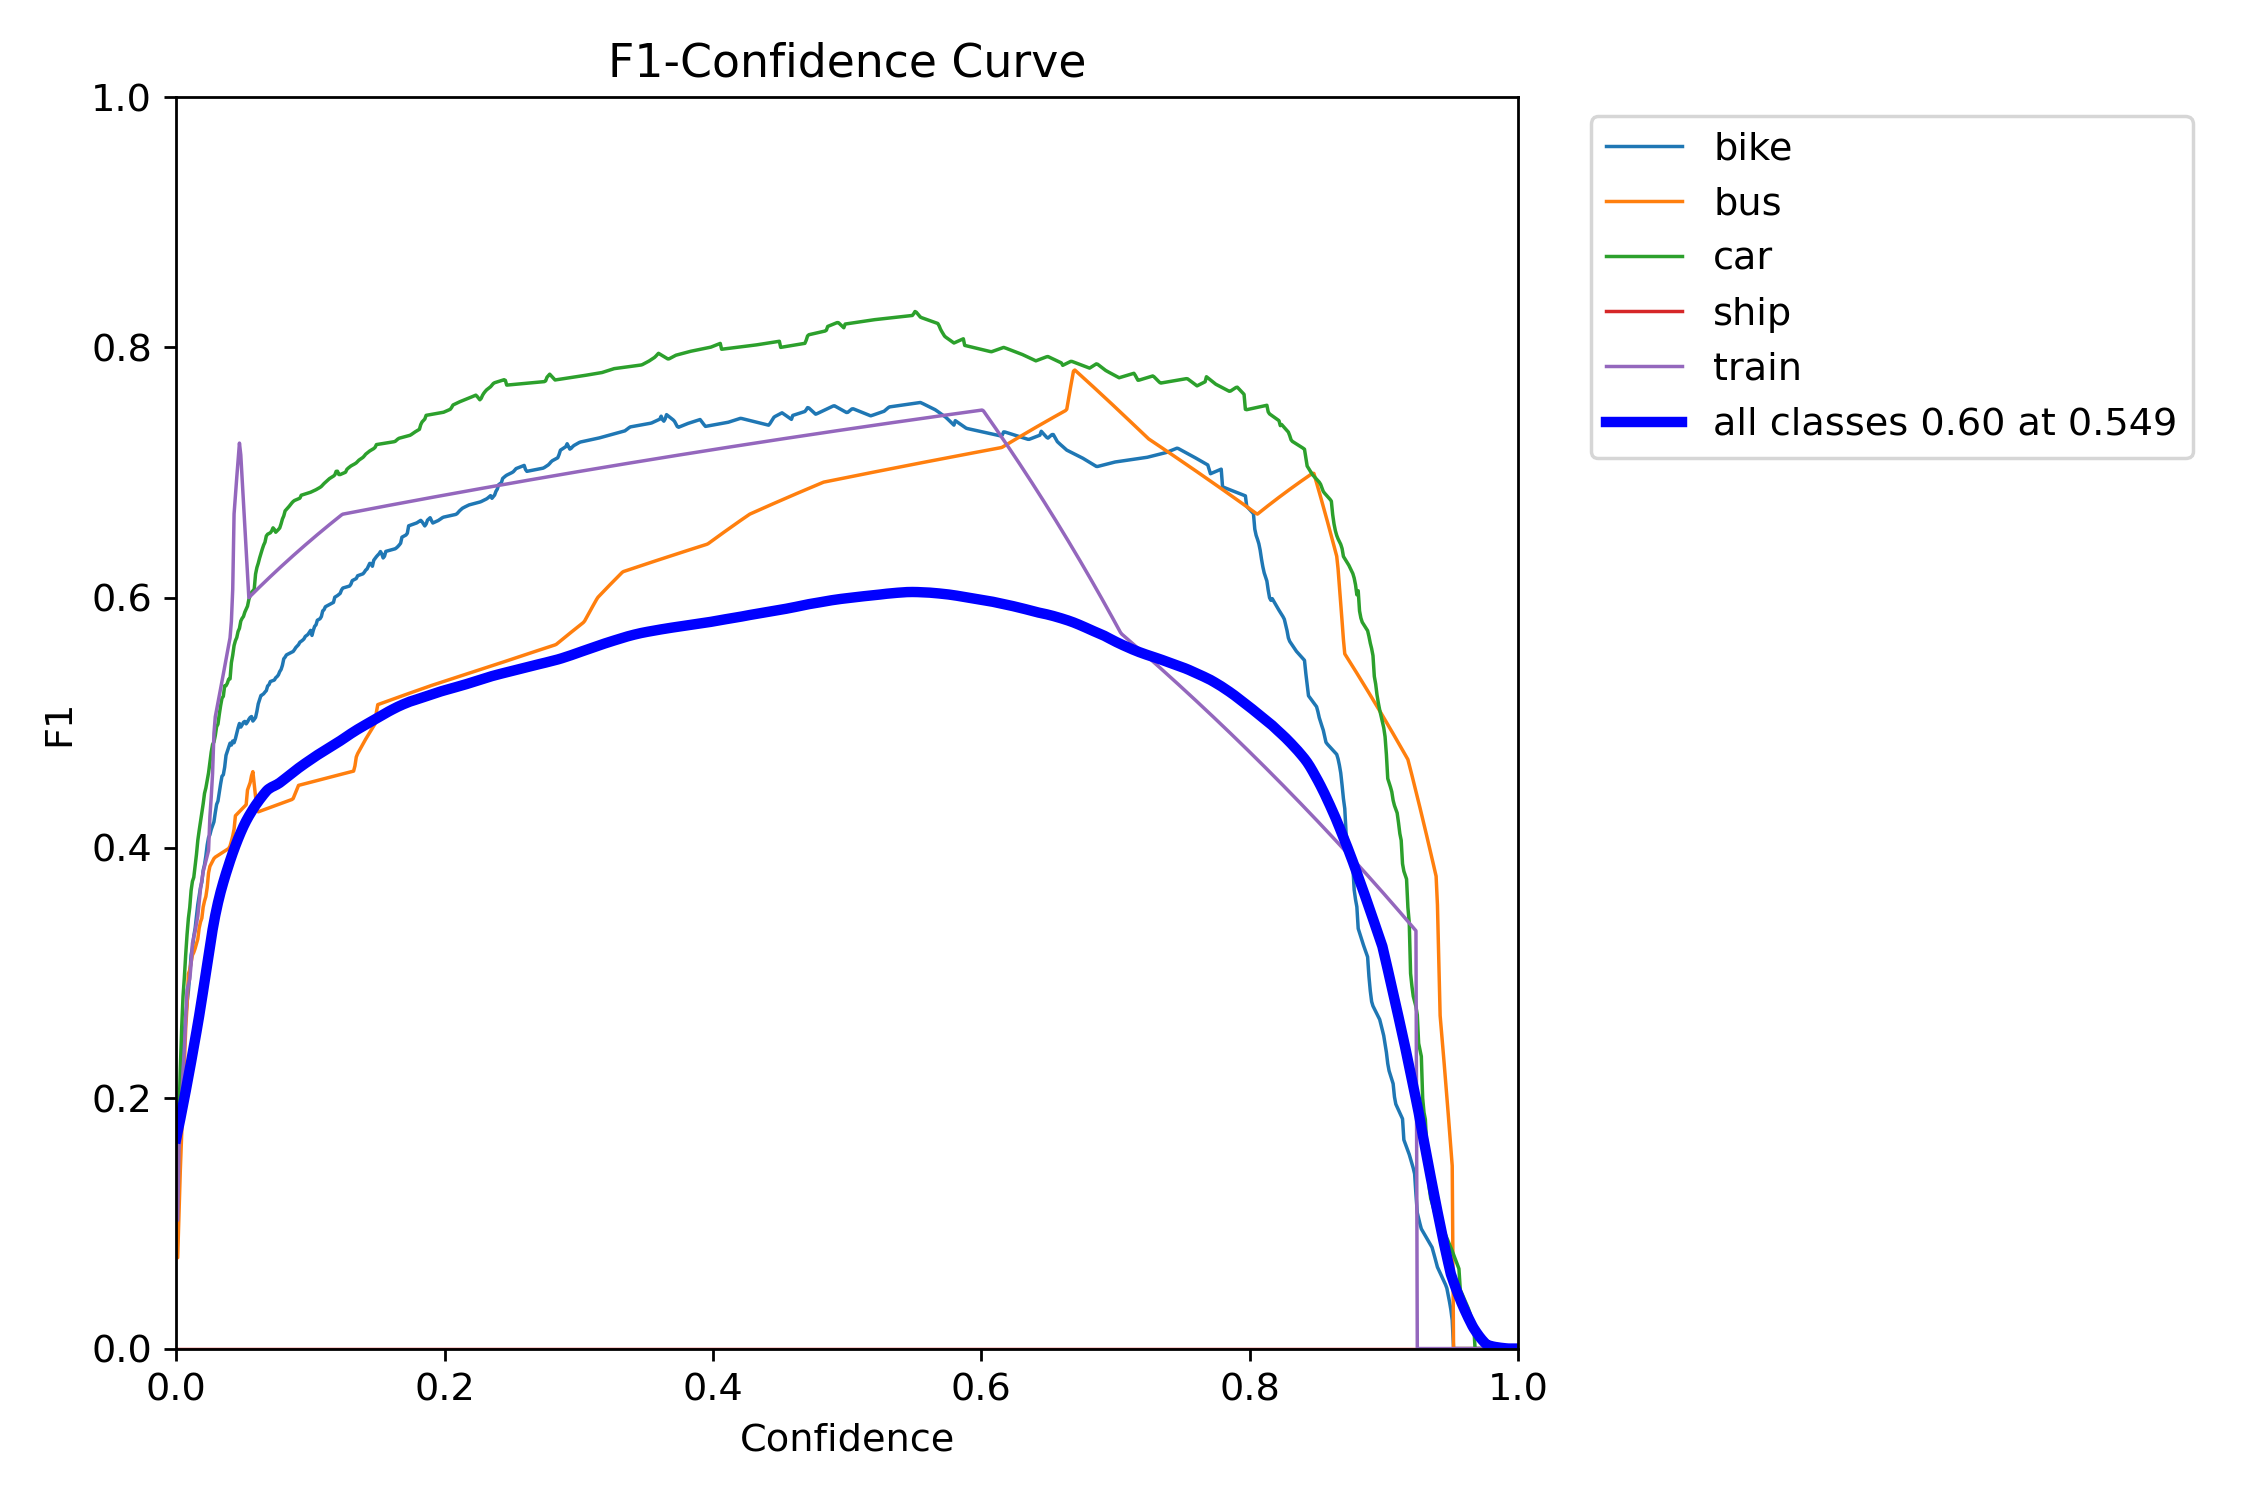 F1-Confidence Curve
1.0
0.8
0.6
0.4
0.2
0.0
F1
0.0 0.2 0.4 0.6 0.8 1.0
Confidence
bike
bus
car
ship
train
all classes 0.60 at 0.549